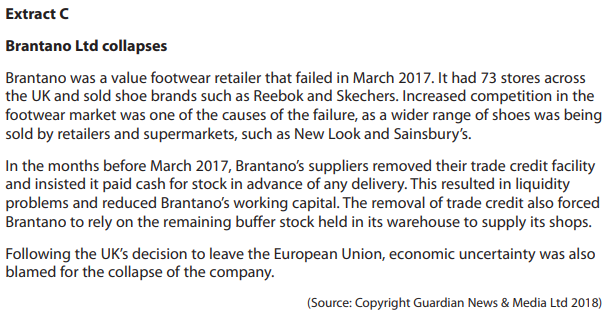 Extract C
Brantano Ltd collapses
Brantano was a value footwear retailer that failed in March 2017. It had 73 stores across
the UK and sold shoe brands such as Reebok and Skechers. Increased competition in the
footwear market was one of the causes of the failure, as a wider range of shoes was being
sold by retailers and supermarkets, such as New Look and Sainsbury’s.
In the months before March 2017, Brantano’s suppliers removed their trade credit facility
and insisted it paid cash for stock in advance of any delivery. This resulted in liquidity
problems and reduced Brantano’s working capital. The removal of trade credit also forced
Brantano to rely on the remaining buffer stock held in its warehouse to supply its shops.
Following the UK’s decision to leave the European Union, economic uncertainty was also
blamed for the collapse of the company.
(Source: Copyright Guardian News & Media Ltd 2018)